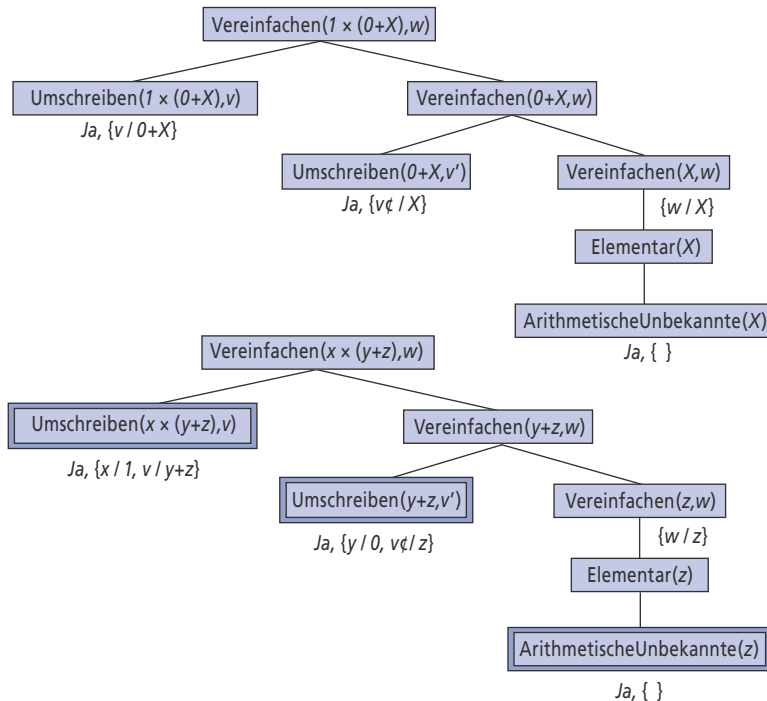 Vereinfachen(1 × (0+X),w)
Umschreiben(1 × (0+X),v)
Vereinfachen(0+X,w)
Ja, {v / 0+X}
Umschreiben(0+X,v')
Vereinfachen(X,w)
Ja, {v¢ / X}
{w / X}
Elementar(X)
ArithmetischeUnbekannte(X)
Ja, { }
Vereinfachen(x × (y+z),w)
Umschreiben(x × (y+z),v)
Vereinfachen(y+z,w)
Ja, {x / 1, v / y+z}
Umschreiben(y+z,v')
Vereinfachen(z,w)
Ja, {y / 0, v¢/ z}
{w / z}
Elementar(z)
ArithmetischeUnbekannte(z)
Ja, { }